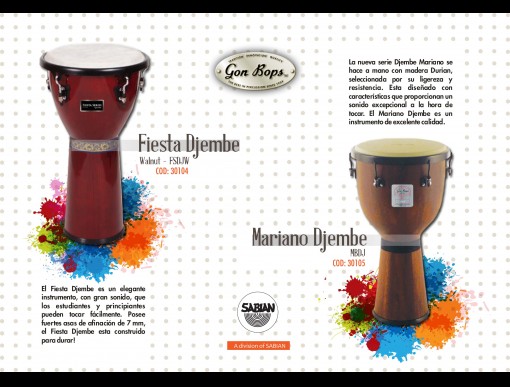 Gon Bops
La nueva serie Djembe Mariano se
hace a mano con madera Durian,
seleccionada por su ligereza y
resistencia. Esta diseñado con
características que proporcionan un
sonido excepcional a la hora de
tocar. El Mariano Djembe es un
instrumento de excelente calidad.
Fiesta Djembe
Walnut - FSDJW
COD: 30104
Mariano Djembe
MBDJ
COD: 30105
El Fiesta Djembe es un elegante
instrumento, con gran sonido, que
los estudiantes y principiantes
pueden tocar fácilmente. Posee
fuertes asas de afinación de 7 mm,
el Fiesta Djembe esta construido
para durar!
SABIAN
A division of SABIAN